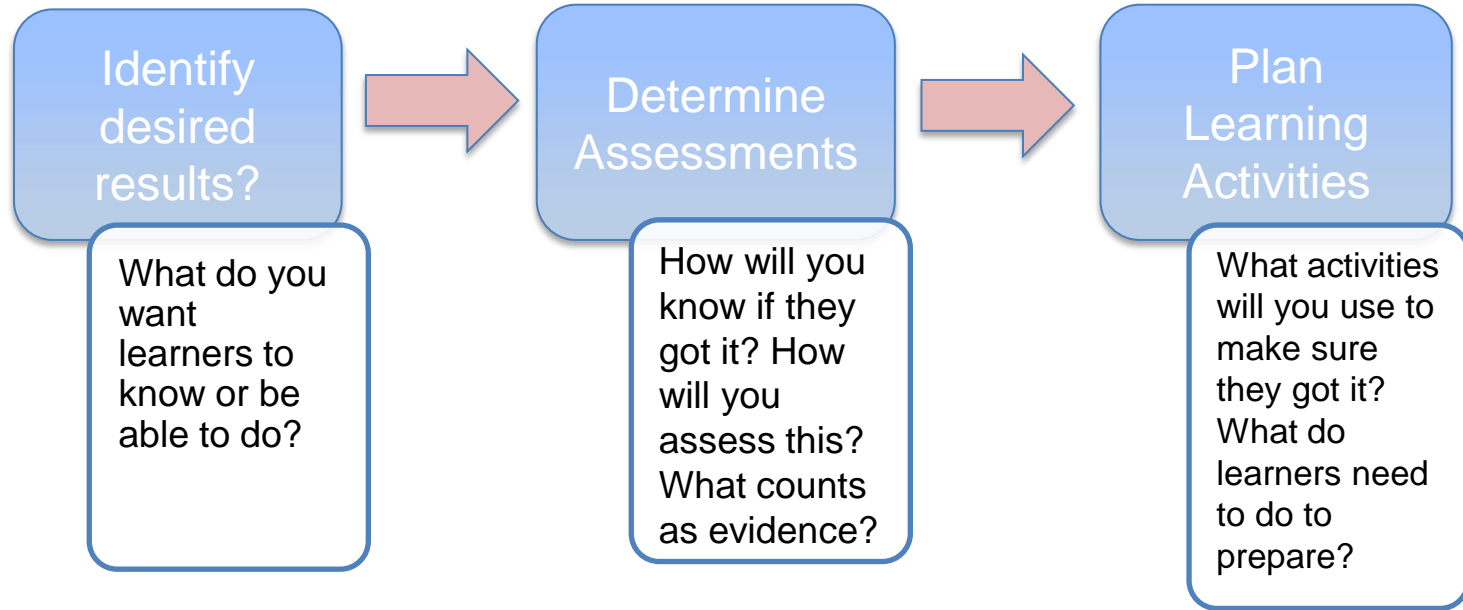 Identify
desired
results?
What do you
want
learners to
know or be
able to do?
Determine
Assessments
How will you
know if they
got it? How
will you
assess this?
What counts
as evidence?
Plan
Learning
Activities
What activities
will you use to
make sure
they got it?
What do
learners need
to do to
prepare?